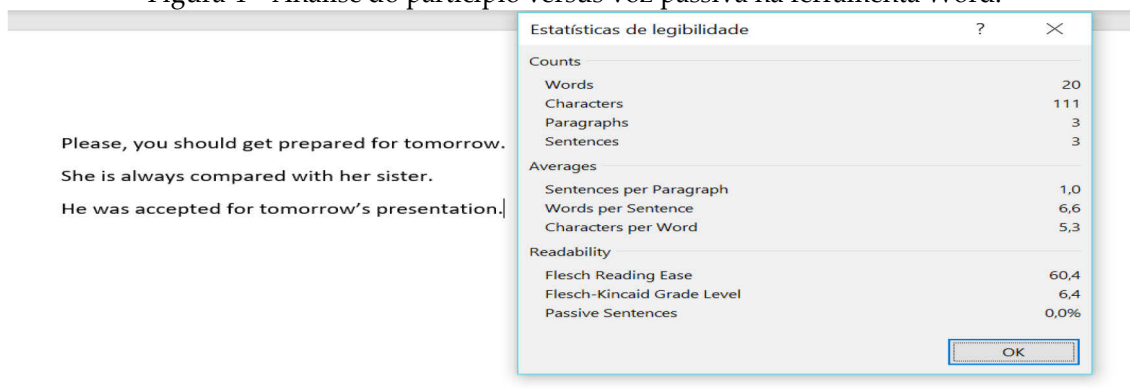 Figura 1 - Análise do particípio versus voz passiva na ferramenta Word.
Estatísticas de legibilidade ? ×
Counts
Words 20
Characters 111
Paragraphs 3
Sentences 3
Averages
Sentences per Paragraph 1,0
Words per Sentence 6,6
Characters per Word 5,3
Readability
Flesch Reading Ease 60,4
Flesch-Kincaid Grade Level 6,4
Passive Sentences 0,0%
OK
Please, you should get prepared for tomorrow.
She is always compared with her sister.
He was accepted for tomorrow’s presentation.